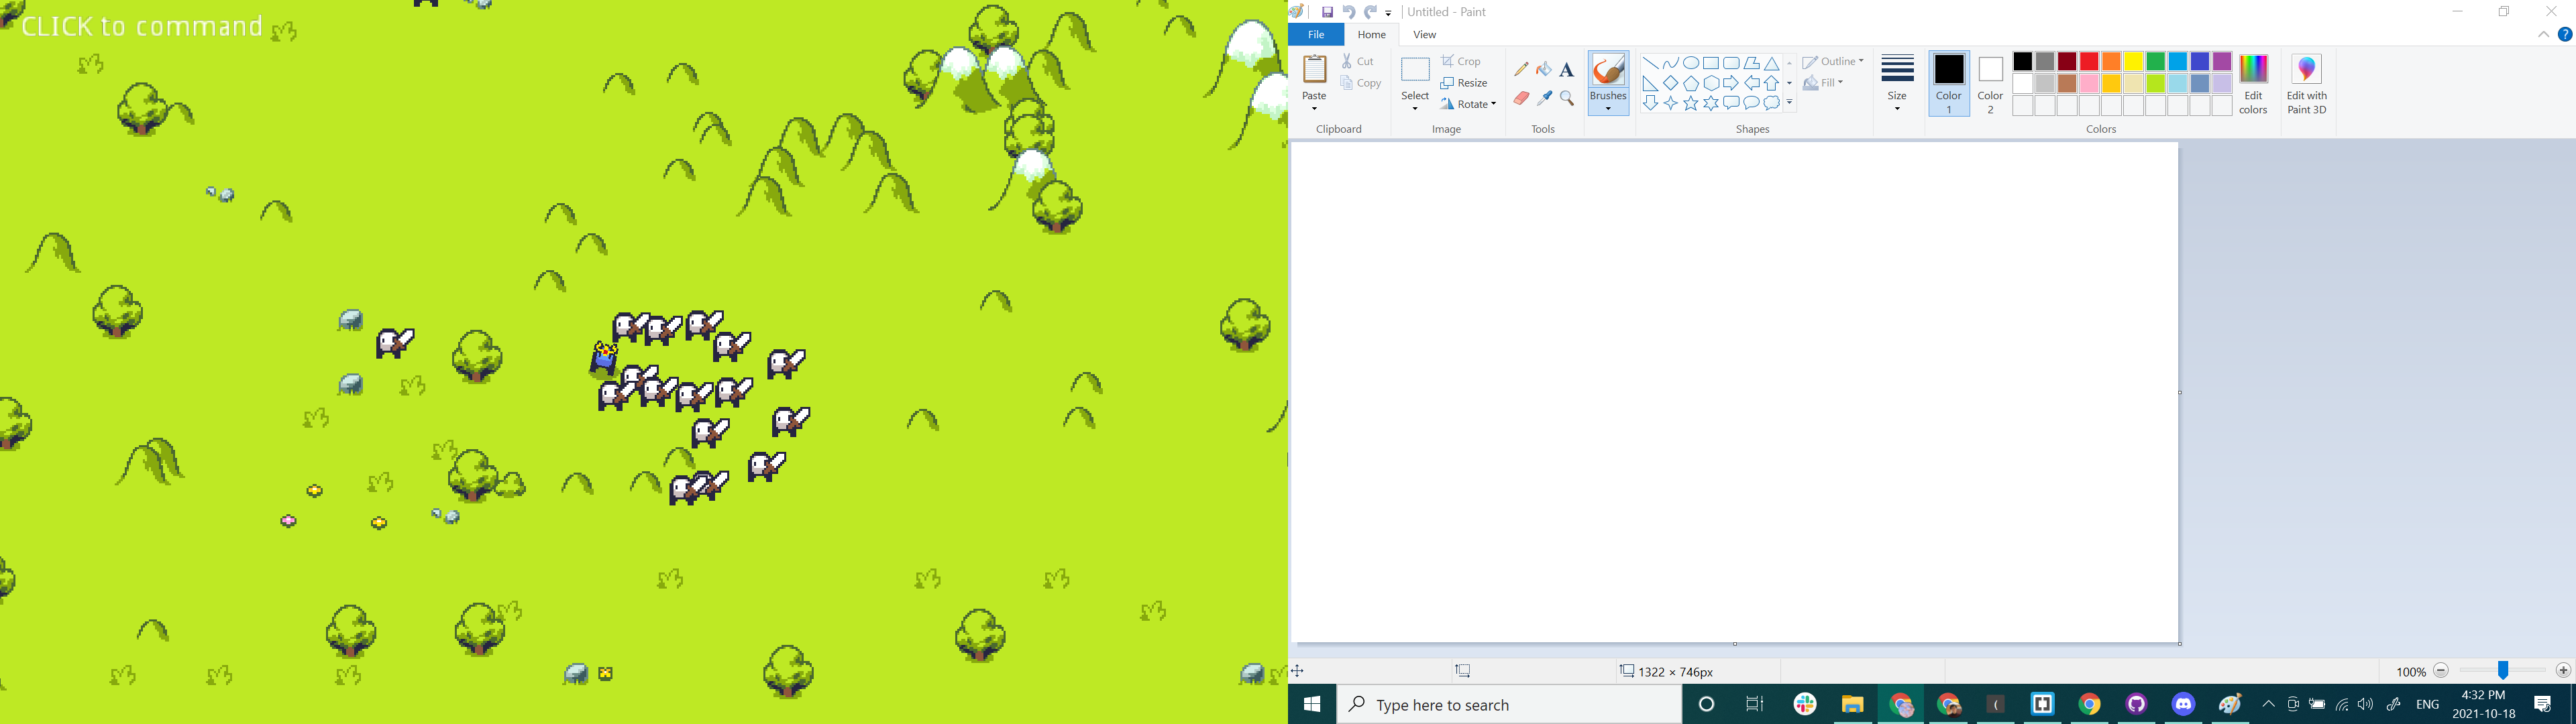 CLICK to command
Untitled - Paint
File Home View
Paste
Cut
Copy
Clipboard
Select
Crop
Resize
Rotate
Image
Tools
A
Brushes
Shapes
Outline
Fill
Size
Color 1
Color 2
Colors
Edit colors
Edit with Paint 3D
1322 × 746px
100%
Type here to search
ENG
4:32 PM
2021-10-18